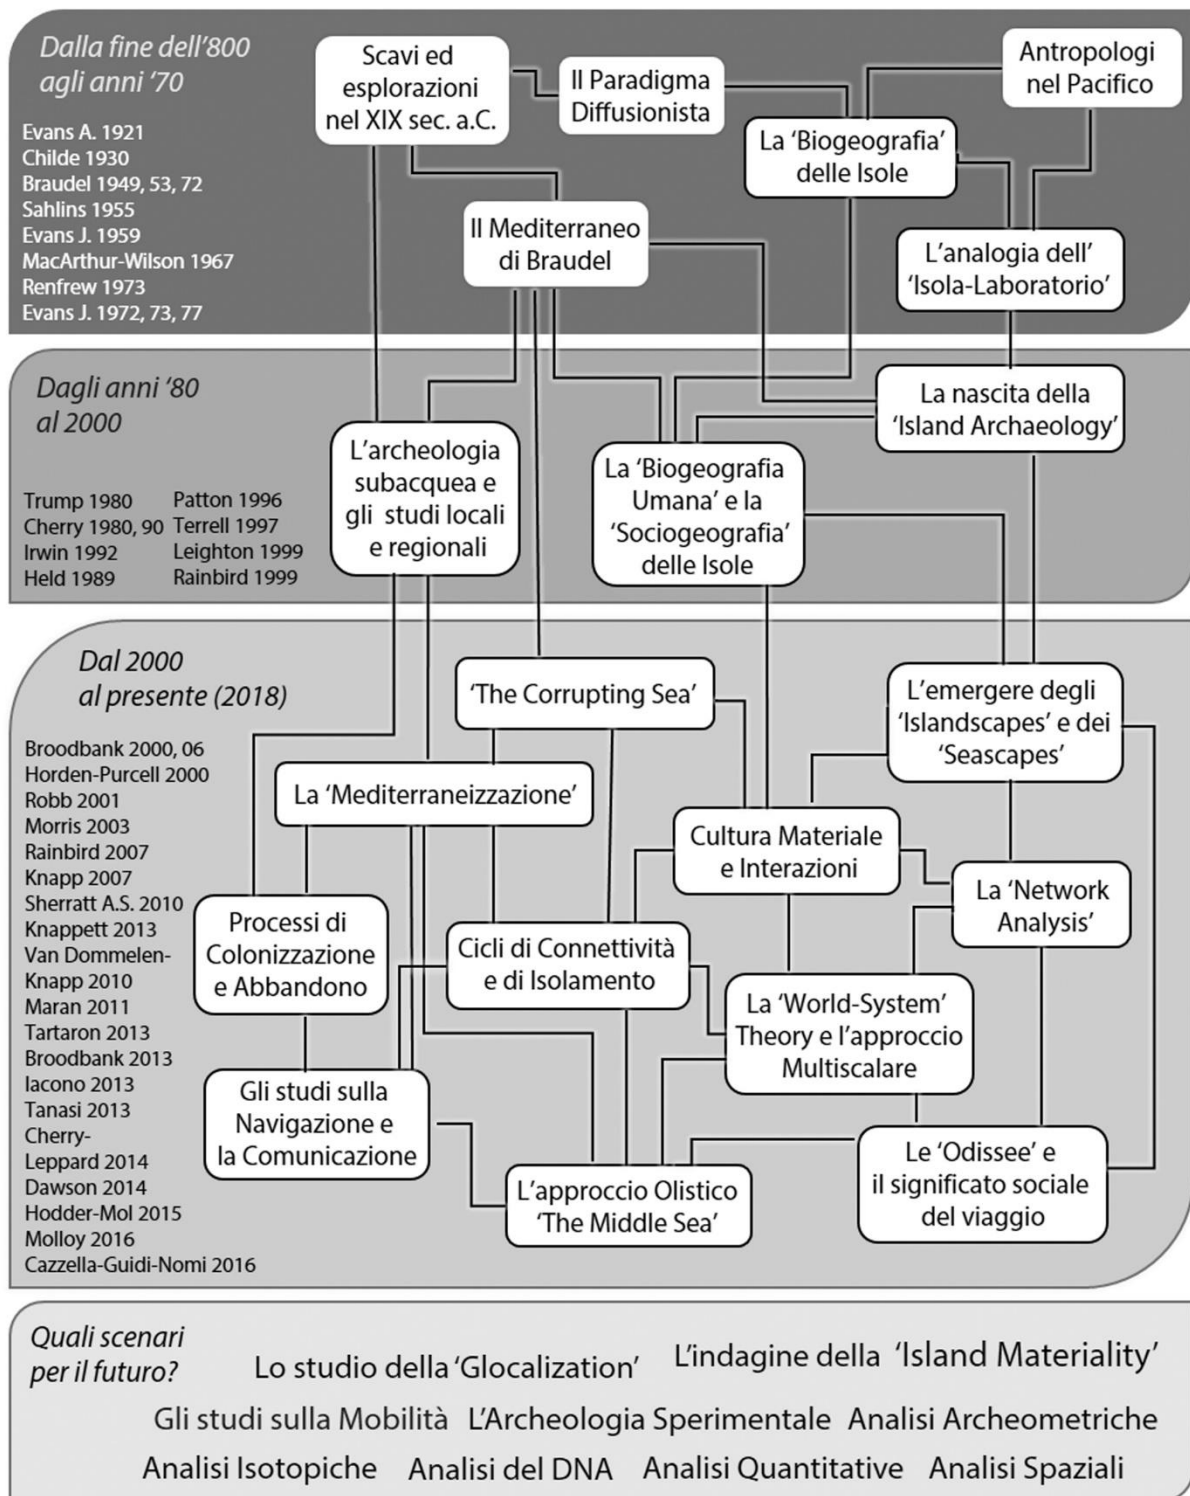 Dalla fine dell'800
agli anni '70
Evans A. 1921
Childe 1930
Braudel 1949, 53, 72
Sahlins 1955
Evans J. 1959
MacArthur-Wilson 1967
Renfrew 1973
Evans J. 1972, 73, 77
Scavi ed
esplorazioni
nel XIX sec. a.C.
Il Paradigma
Diffusionista
Antropologi
nel Pacifico
La 'Biogeografia'
delle Isole
Il Mediterraneo
di Braudel
L'analogia dell'
'Isola-Laboratorio'
Dagli anni '80
al 2000
Trump 1980
Cherry 1980, 90
Irwin 1992
Held 1989
Patton 1996
Terrell 1997
Leighton 1999
Rainbird 1999
L'archeologia
subacquea e
gli studi locali
e regionali
La 'Biogeografia
Umana' e la
'Sociogeografia'
delle Isole
La nascita della
'Island Archaeology'
Dal 2000
al presente (2018)
Broodbank 2000, 06
Horden-Purcell 2000
Robb 2001
Morris 2003
Rainbird 2007
Knapp 2007
Sherratt A.S. 2010
Knappett 2013
Van Dommelen-
Knapp 2010
Maran 2011
Tartaron 2013
Broodbank 2013
Iacono 2013
Tanasi 2013
Cherry-
Leppard 2014
Dawson 2014
Hodder-Mol 2015
Molloy 2016
Cazzella-Guidi-Nomi 2016
'The Corrupting Sea'
L'emergere degli
'Islandscapes' e dei
'Seascapes'
La 'Mediterraneizzazione'
Cultura Materiale
e Interazioni
La 'Network
Analysis'
Processi di
Colonizzazione
e Abbandono
Cicli di Connettività
e di Isolamento
La 'World-System'
Theory e l'approccio
Multiscalare
Gli studi sulla
Navigazione e
la Comunicazione
L'approccio Olistico
'The Middle Sea'
Le 'Odissee' e
il significato sociale
del viaggio
Quali scenari
per il futuro?
Lo studio della 'Glocalization'
L'indagine della 'Island Materiality'
Gli studi sulla Mobilità L'Archeologia Sperimentale Analisi Archeometriche
Analisi Isotopiche Analisi del DNA Analisi Quantitative Analisi Spaziali